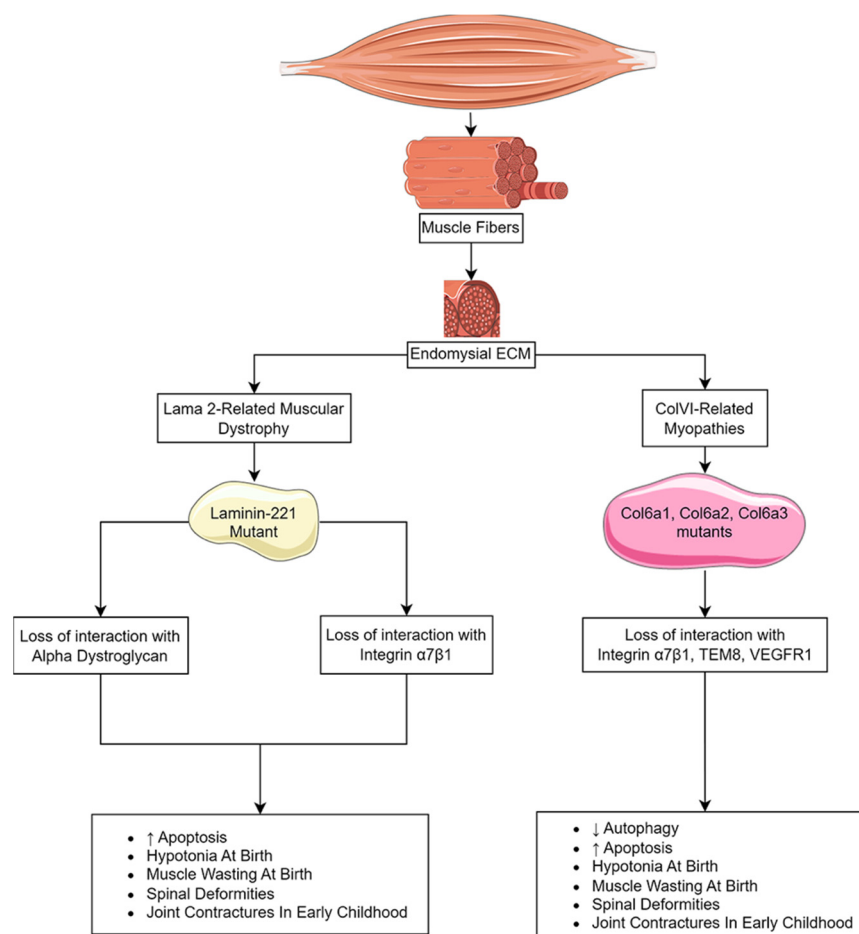 Muscle Fibers
Endomysial ECM
Lama 2-Related Muscular
Dystrophy
ColVI-Related
Myopathies
Laminin-221
Mutant
Col6a1, Col6a2, Col6a3
mutants
Loss of interaction with
Alpha Dystroglycan
Loss of interaction with
Integrin α7β1
Loss of interaction with
Integrin α7β1, TEM8, VEGFR1
• ↑ Apoptosis
• Hypotonia At Birth
• Muscle Wasting At Birth
• Spinal Deformities
• Joint Contractures In Early Childhood
• ↓ Autophagy
• ↑ Apoptosis
• Hypotonia At Birth
• Muscle Wasting At Birth
• Spinal Deformities
• Joint Contractures In Early Childhood